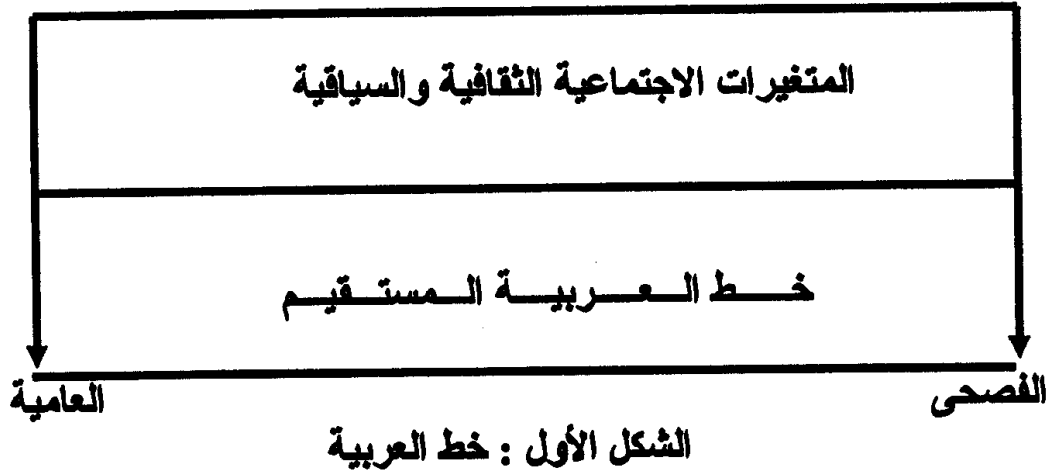 المتغيرات الاجتماعية الثقافية والسياقية
خط العربية المستقيم
الفصحى
العامية
الشكل الأول : خط العربية